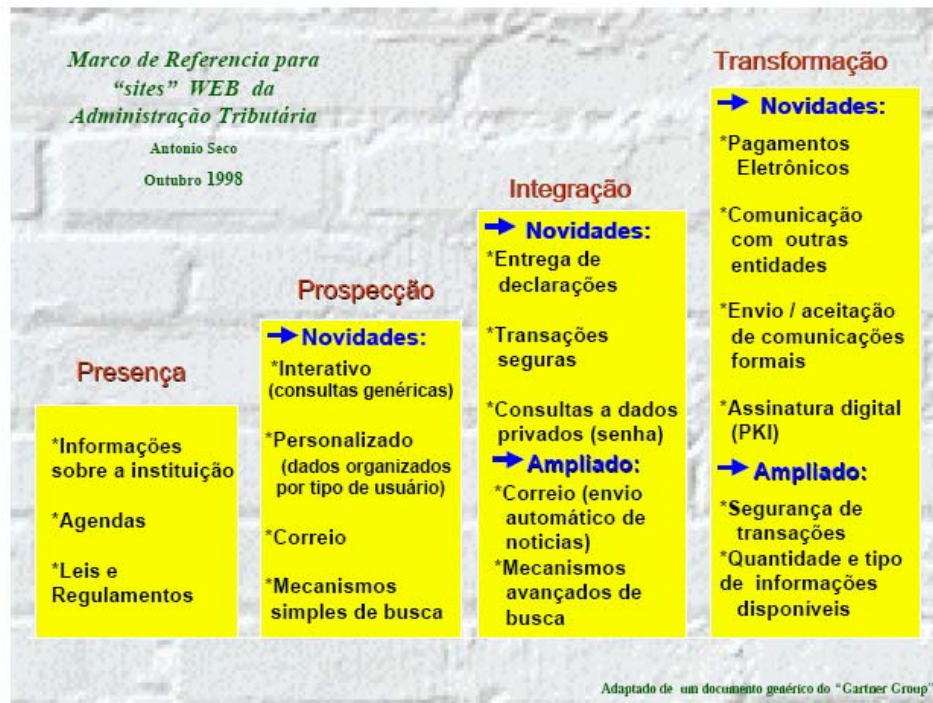 Marco de Referencia para
“sites” WEB da
Administração Tributária
Antonio Seco
Outubro 1998
Presença
*Informações
sobre a instituição
*Agendas
*Leis e
Regulamentos
Prospecção
Novidades:
*Interativo
(consultas genéricas)
*Personalizado
(dados organizados
por tipo de usuário)
*Correio
*Mecanismos
simples de busca
Integração
Novidades:
*Entrega de
declarações
*Transações
seguras
*Consultas a dados
privados (senha)
Ampliado:
*Correio (envio
automático de
noticias)
*Mecanismos
avançados de
busca
Transformação
Novidades:
*Pagamentos
Eletrônicos
*Comunicação
com outras
entidades
*Envio / aceitação
de comunicações
formais
*Assinatura digital
(PKI)
Ampliado:
*Segurança de
transações
*Quantidade e tipo
de informações
disponíveis
Adaptado de um documento genérico do “Gartner Group”